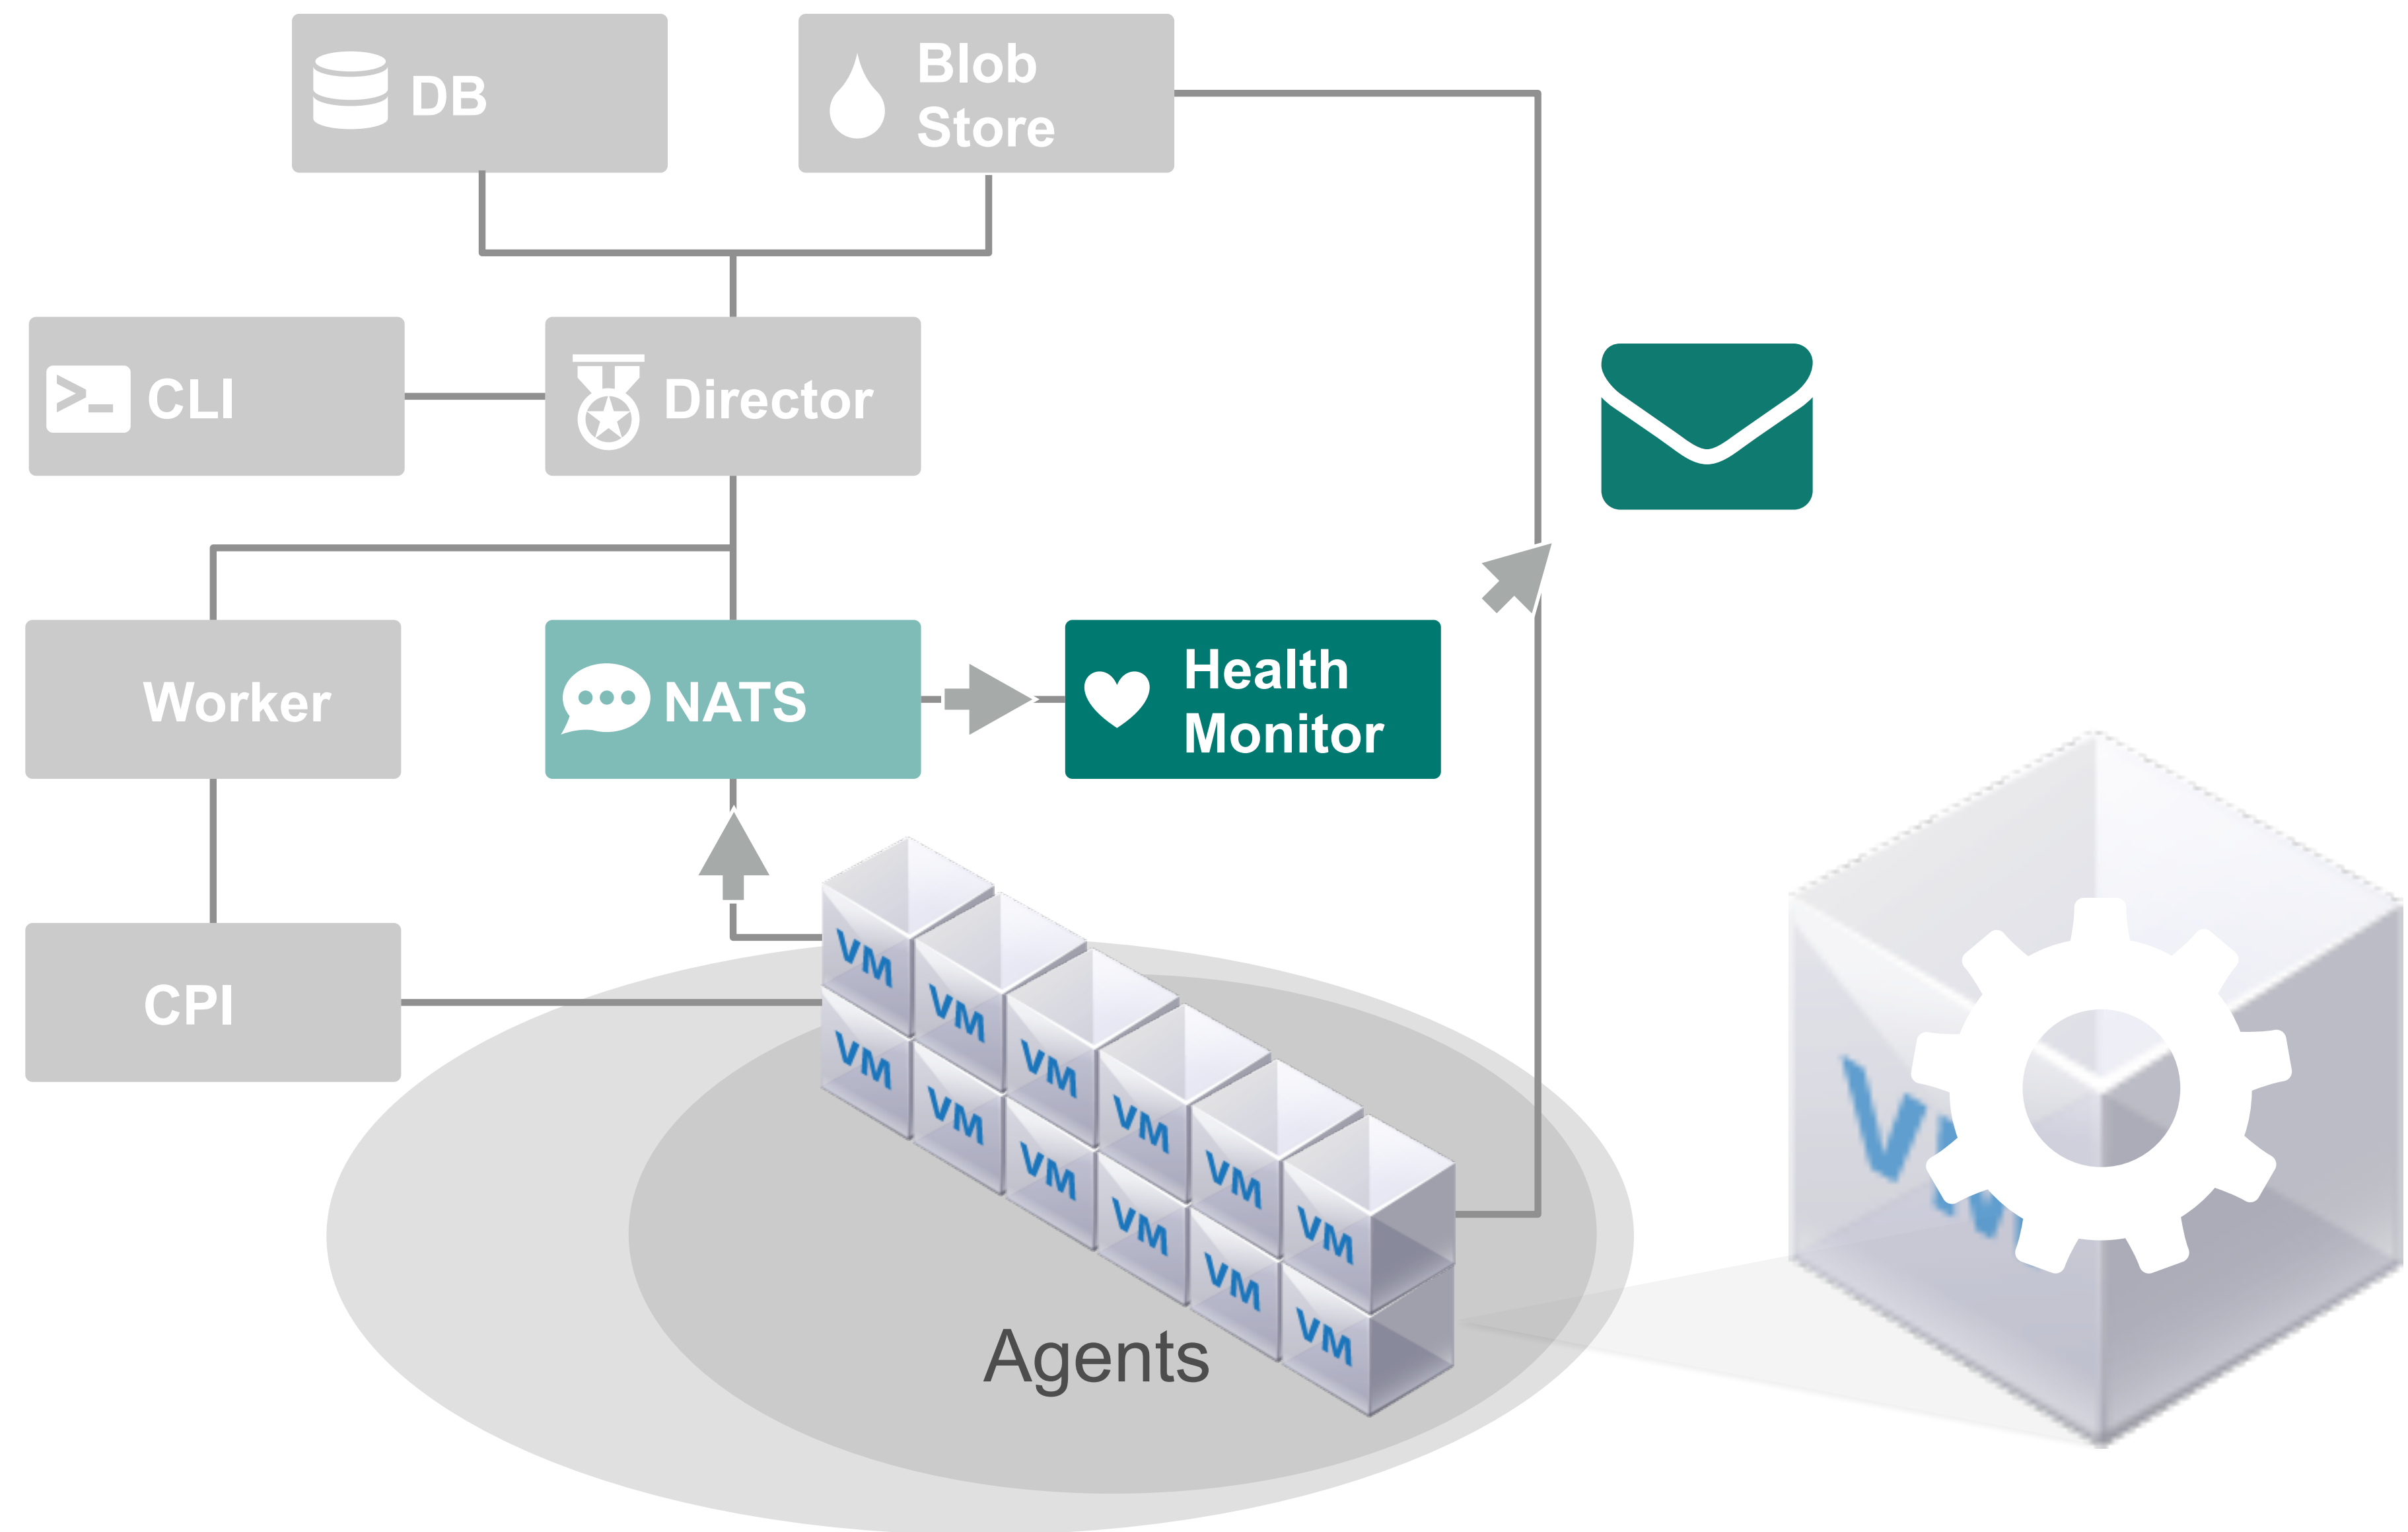 DB
Blob
Store
CLI
Director
Worker
NATS
Health
Monitor
CPI
VM
VM
VM
VM
VM
VM
VM
VM
VM
VM
VM
VM
VM
Agents